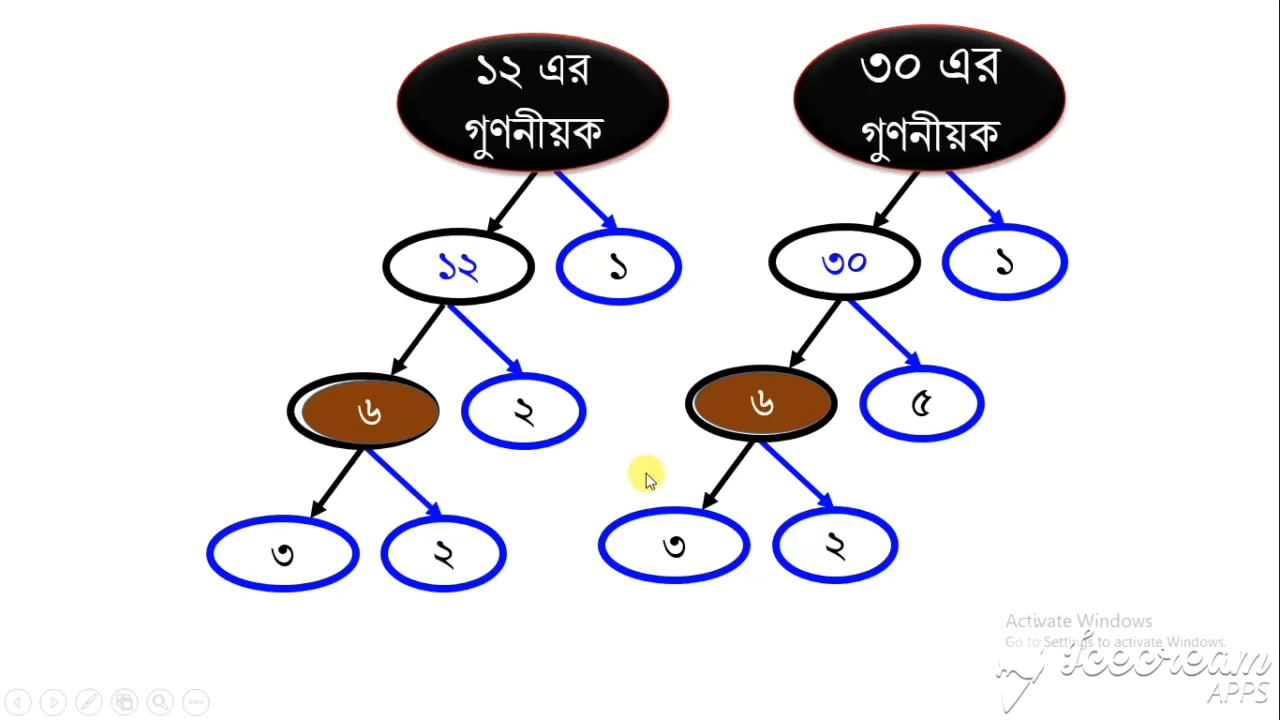 ১২ এর
গুণনীয়ক
৩০ এর
গুণনীয়ক
১২
১
৩০
১
৬
২
৬
৫
৩
২
৩
২
Activate Windows
Go to Settings to activate Windows.
Icecream
APPS